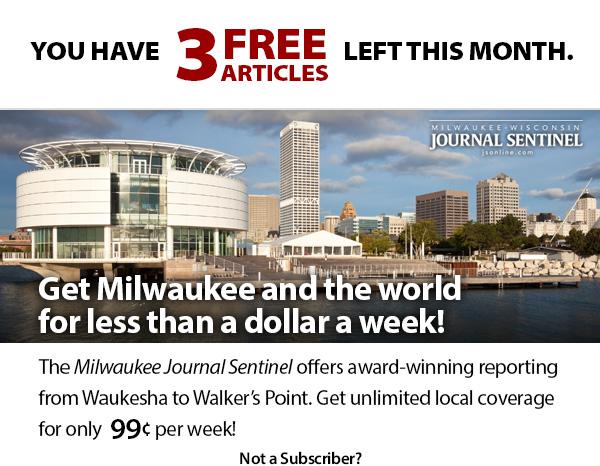 YOU HAVE 3 FREE ARTICLES LEFT THIS MONTH.
MILWAUKEE • WISCONSIN
JOURNAL SENTINEL
jsonline.com
Get Milwaukee and the world
for less than a dollar a week!
The Milwaukee Journal Sentinel offers award-winning reporting
from Waukesha to Walker's Point. Get unlimited local coverage
for only 99¢ per week!
Not a Subscriber?